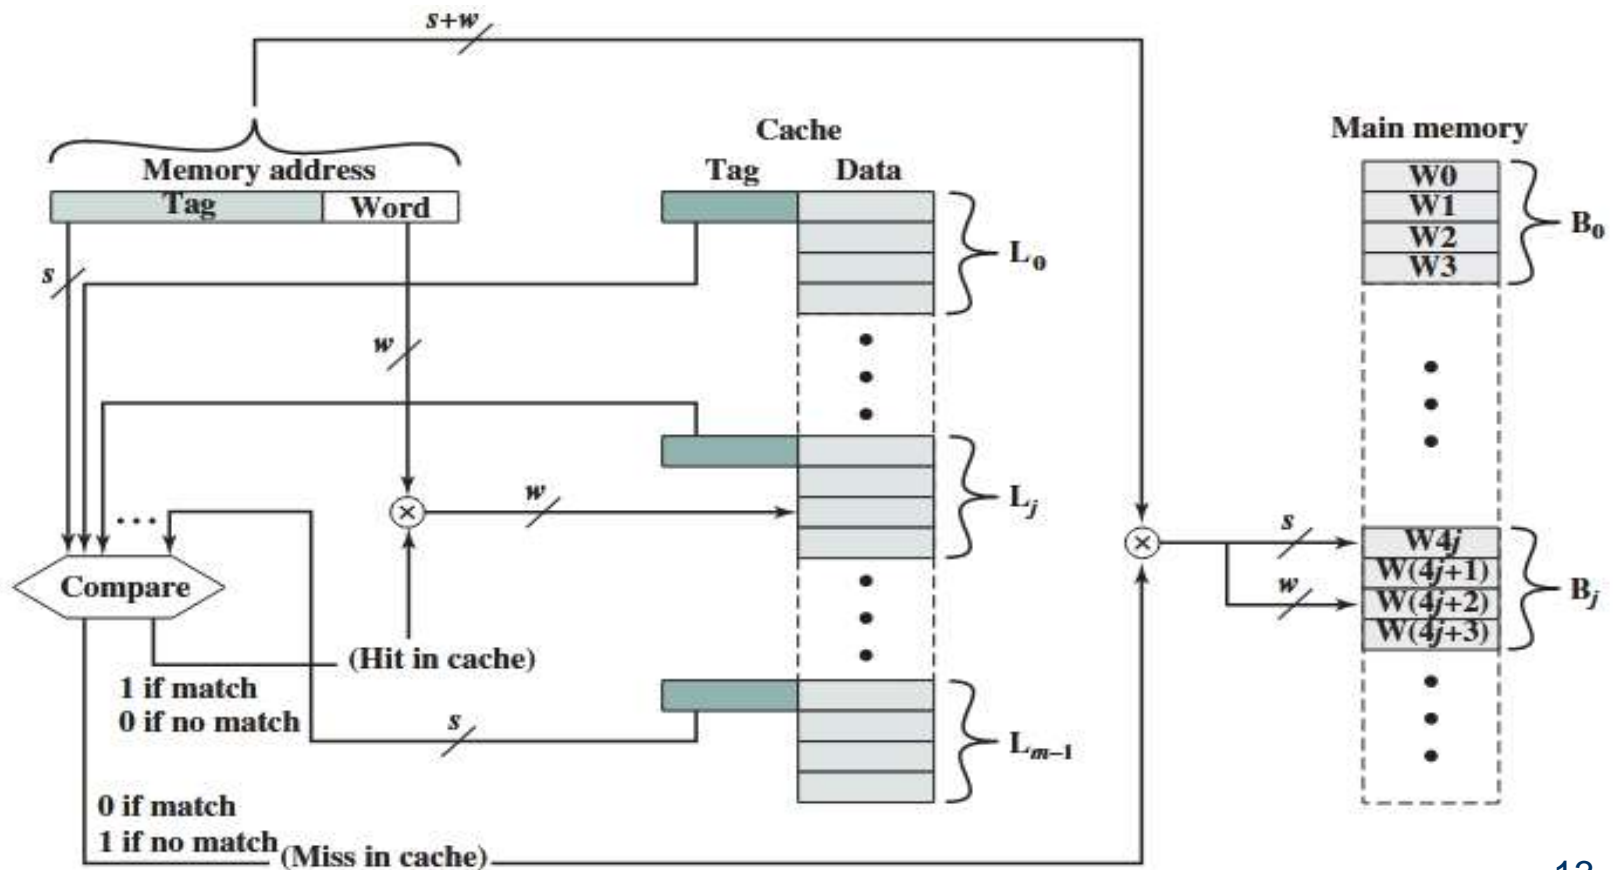 s+w
Cache
Main memory
Memory address
Tag Data
Tag Word
W0
W1
W2
W3
B0
L0
s
w
w
Lj
...
s
W4j
W(4j+1)
w
W(4j+2)
W(4j+3)
Bj
Compare
(Hit in cache)
1 if match
0 if no match
s
Lm–1
0 if match
1 if no match
(Miss in cache)